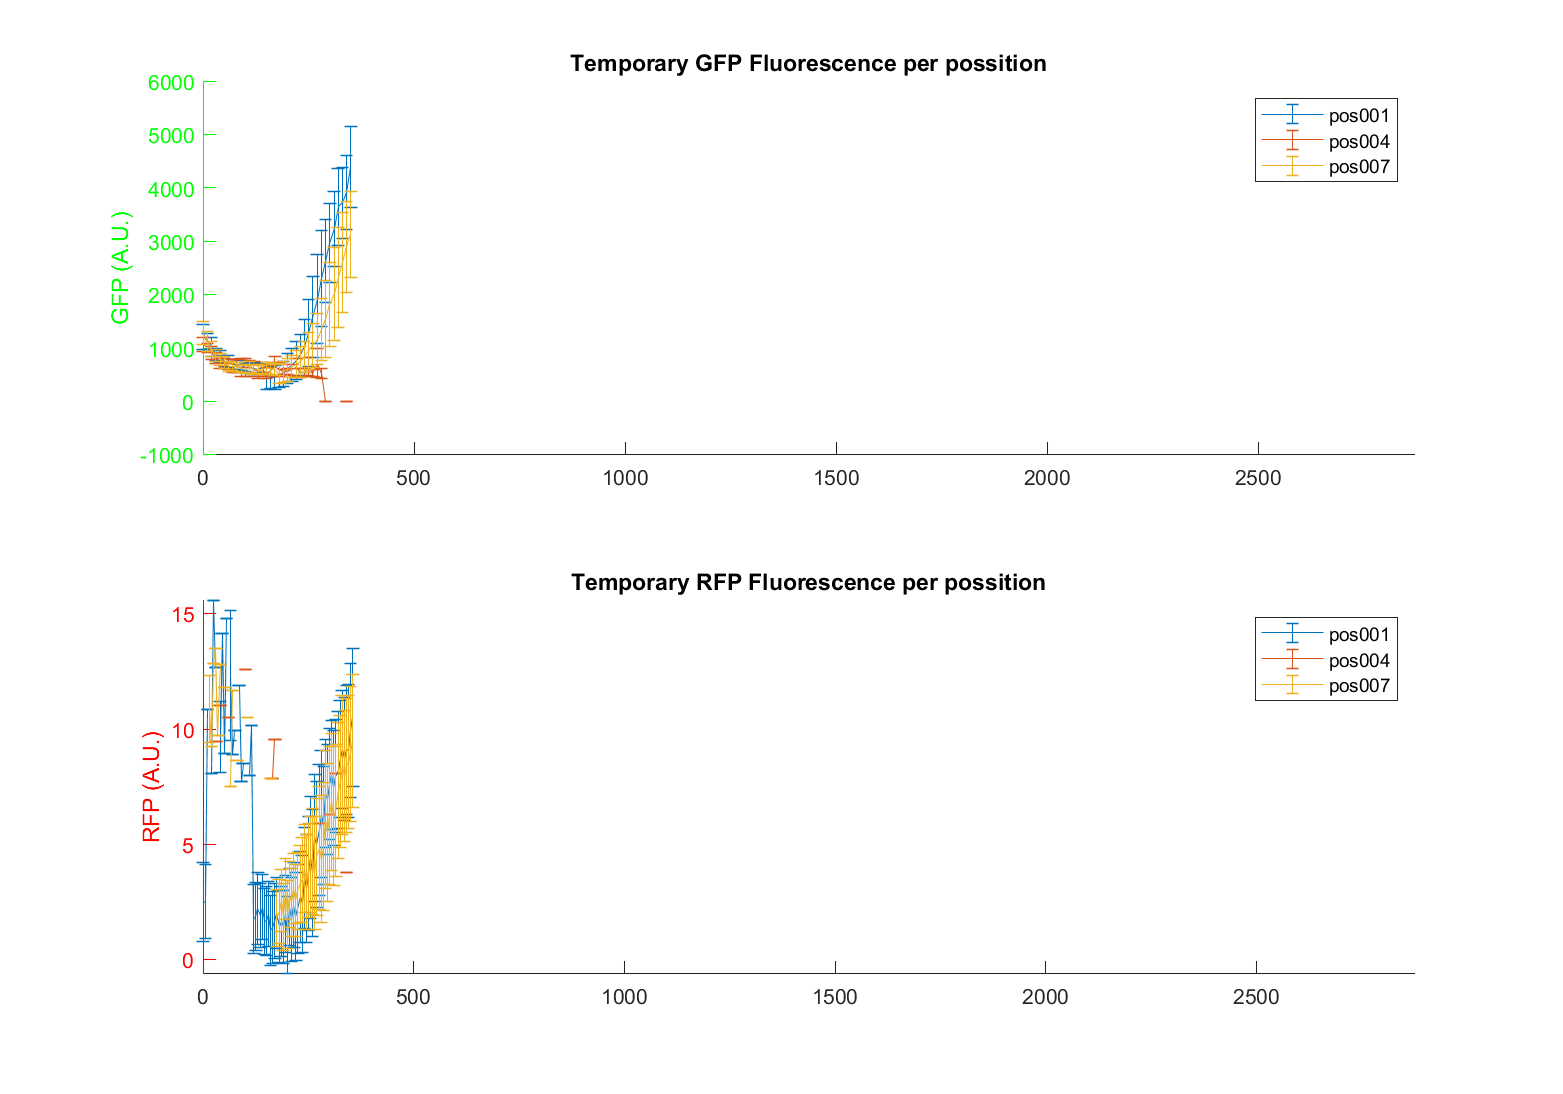 Temporary GFP Fluorescence per possition
6000
5000
4000
3000
2000
1000
0
-1000
GFP (A.U.)
0 500 1000 1500 2000 2500
pos001
pos004
pos007
Temporary RFP Fluorescence per possition
15
10
5
0
RFP (A.U.)
0 500 1000 1500 2000 2500
pos001
pos004
pos007